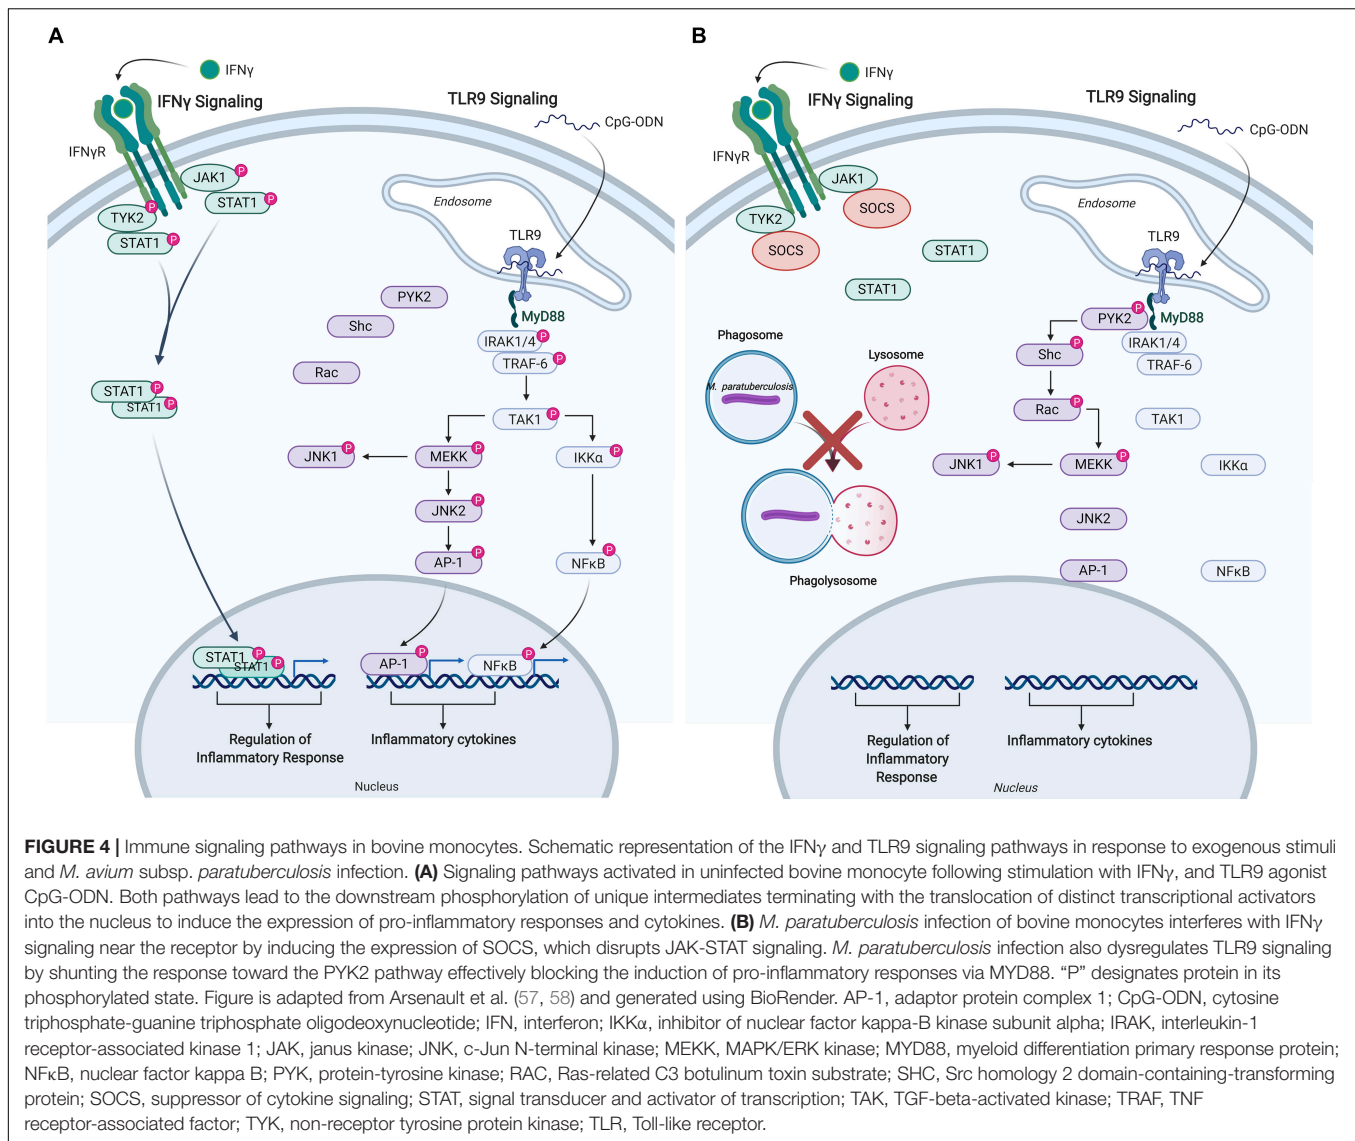 A
IFNγ
IFNγ Signaling
IFNγR
JAK1
P
STAT1
P
TYK2
P
STAT1
P
STAT1
P
STAT1
P
TLR9 Signaling
CpG-ODN
Endosome
TLR9
MyD88
PYK2
Shc
Rac
IRAK1/4
P
TRAF-6
P
TAK1
P
JNK1
P
MEKK
P
IKKα
P
JNK2
P
AP-1
P
NFκB
P
STAT1
P
STAT1
P
AP-1
P
NFκB
P
Regulation of
Inflammatory Response
Inflammatory cytokines
Nucleus
B
IFNγ
IFNγ Signaling
IFNγR
JAK1
SOCS
TYK2
SOCS
STAT1
STAT1
TLR9 Signaling
CpG-ODN
Endosome
TLR9
MyD88
PYK2
P
Shc
P
IRAK1/4
TRAF-6
Rac
P
TAK1
JNK1
P
MEKK
P
IKKα
JNK2
AP-1
NFκB
Phagosome
M. paratuberculosis
Lysosome
Phagolysosome
Regulation of
Inflammatory
Response
Inflammatory cytokines
Nucleus
FIGURE 4 | Immune signaling pathways in bovine monocytes. Schematic representation of the IFNγ and TLR9 signaling pathways in response to exogenous stimuli
and M. avium subsp. paratuberculosis infection. (A) Signaling pathways activated in uninfected bovine monocyte following stimulation with IFNγ, and TLR9 agonist
CpG-ODN. Both pathways lead to the downstream phosphorylation of unique intermediates terminating with the translocation of distinct transcriptional activators
into the nucleus to induce the expression of pro-inflammatory responses and cytokines. (B) M. paratuberculosis infection of bovine monocytes interferes with IFNγ
signaling near the receptor by inducing the expression of SOCS, which disrupts JAK-STAT signaling. M. paratuberculosis infection also dysregulates TLR9 signaling
by shunting the response toward the PYK2 pathway effectively blocking the induction of pro-inflammatory responses via MYD88. “P” designates protein in its
phosphorylated state. Figure is adapted from Arsenault et al. (57, 58) and generated using BioRender. AP-1, adaptor protein complex 1; CpG-ODN, cytosine
triphosphate-guanine triphosphate oligodeoxynucleotide; IFN, interferon; IKKα, inhibitor of nuclear factor kappa-B kinase subunit alpha; IRAK, interleukin-1
receptor-associated kinase 1; JAK, janus kinase; JNK, c-Jun N-terminal kinase; MEKK, MAPK/ERK kinase; MYD88, myeloid differentiation primary response protein;
NFκB, nuclear factor kappa B; PYK, protein-tyrosine kinase; RAC, Ras-related C3 botulinum toxin substrate; SHC, Src homology 2 domain-containing-transforming
protein; SOCS, suppressor of cytokine signaling; STAT, signal transducer and activator of transcription; TAK, TGF-beta-activated kinase; TRAF, TNF
receptor-associated factor; TYK, non-receptor tyrosine protein kinase; TLR, Toll-like receptor.